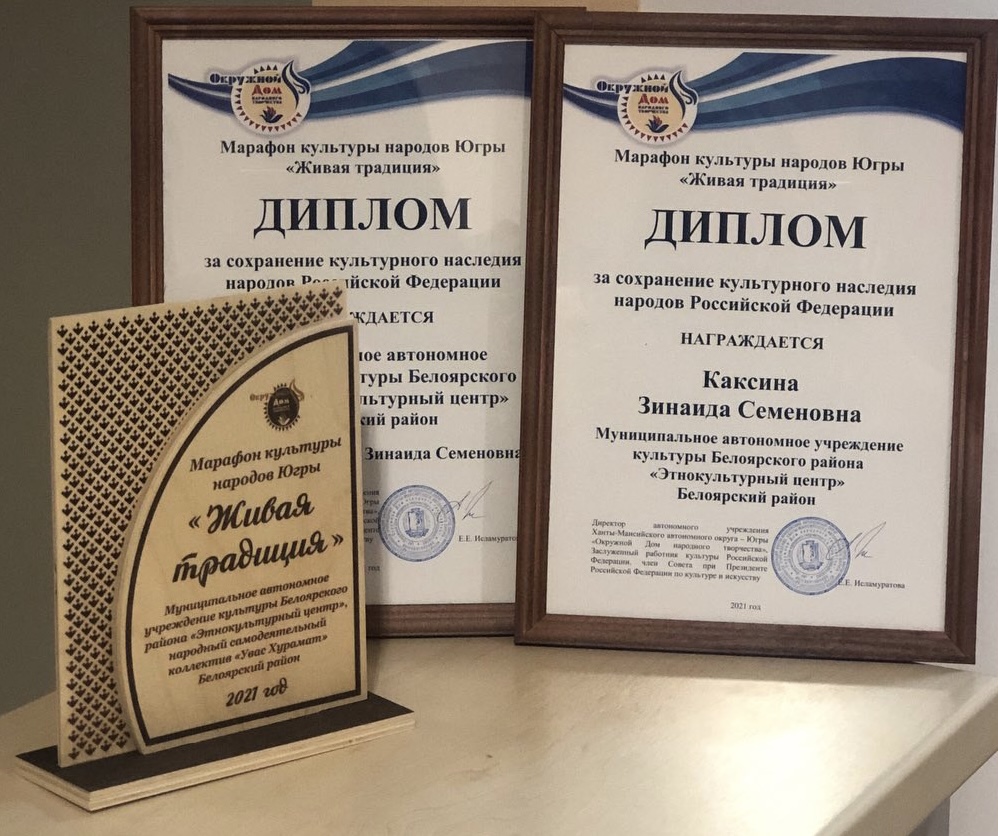 Окружной
Дом
народного
творчества
Марафон культуры народов Югры
«Живая традиция»
ДИПЛОМ
за сохранение культурного наследия
народов Российской Федерации
автономное
Белоярского
центр»
район
Зинаида Семеновна
Е.Е. Исламуратова
год
Окружной
Дом
народного
творчества
Марафон культуры народов Югры
«Живая традиция»
ДИПЛОМ
за сохранение культурного наследия
народов Российской Федерации
НАГРАЖДАЕТСЯ
Каксина
Зинаида Семеновна
Муниципальное автономное учреждение
культуры Белоярского района
«Этнокультурный центр»
Белоярский район
Директор автономного учреждения
Ханты-Мансийского автономного округа – Югры
«Окружной Дом народного творчества»,
Заслуженный работник культуры Российской
Федерации, член Совета при Президенте
Российской Федерации по культуре и искусству
Е.Е. Исламуратова
2021 год
Дом
Марафон культуры
народов Югры
«Живая
традиция»
Муниципальное автономное
учреждение культуры Белоярского
района «Этнокультурный центр»,
народный самодеятельный
коллектив «Увас Хурамат»
Белоярский район
2021 год